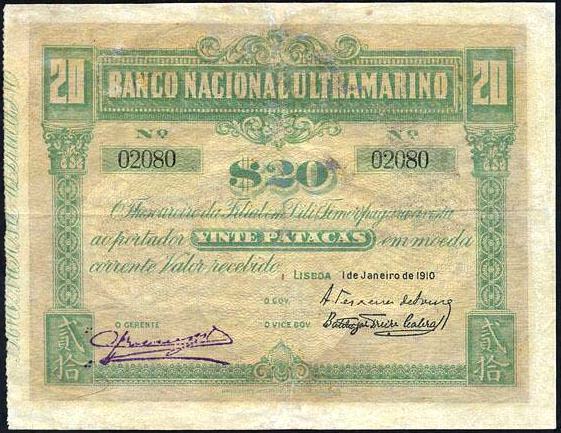 20 BANCO NACIONAL ULTRAMARINO 20
Nº Nº
02080 02080
$20
O Thesoureiro da Filial em Dili Timor pagará á vista
ao portador VINTE PATACAS em moeda
corrente Valor recebido.
LISBOA 1 Janeiro de 1910
O GOV.
O GERENTE O VICE GOV.
貳拾 貳拾